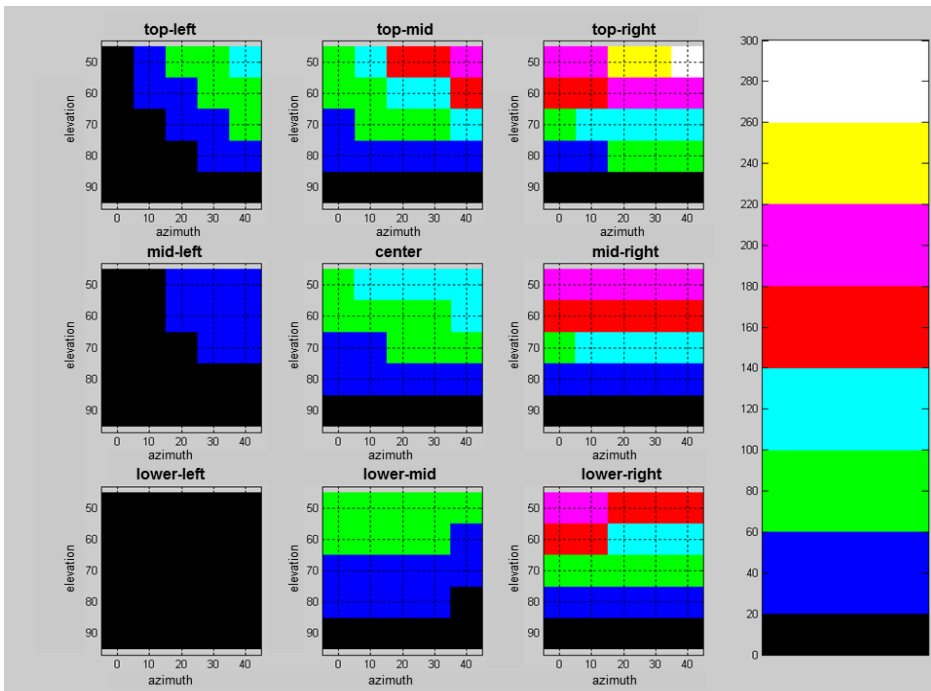 top-left top-mid top-right
300
280
260
240
220
200
180
160
140
120
100
80
60
40
20
0
50 60 70 80 90
elevation
0 10 20 30 40
azimuth
50 60 70 80 90
elevation
0 10 20 30 40
azimuth
50 60 70 80 90
elevation
0 10 20 30 40
azimuth
mid-left center mid-right
50 60 70 80 90
elevation
0 10 20 30 40
azimuth
50 60 70 80 90
elevation
0 10 20 30 40
azimuth
50 60 70 80 90
elevation
0 10 20 30 40
azimuth
lower-left lower-mid lower-right
50 60 70 80 90
elevation
0 10 20 30 40
azimuth
50 60 70 80 90
elevation
0 10 20 30 40
azimuth
50 60 70 80 90
elevation
0 10 20 30 40
azimuth